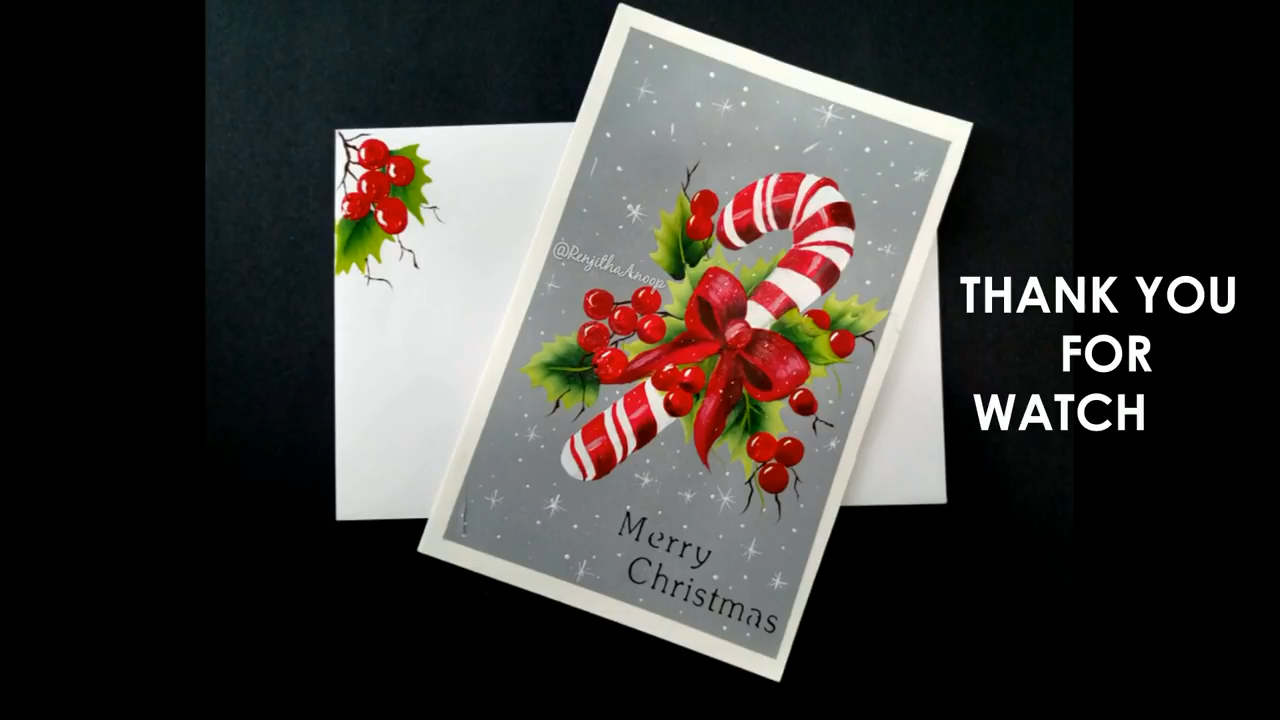 @RenjithaAnoop
Merry
Christmas
THANK YOU
FOR
WATCH